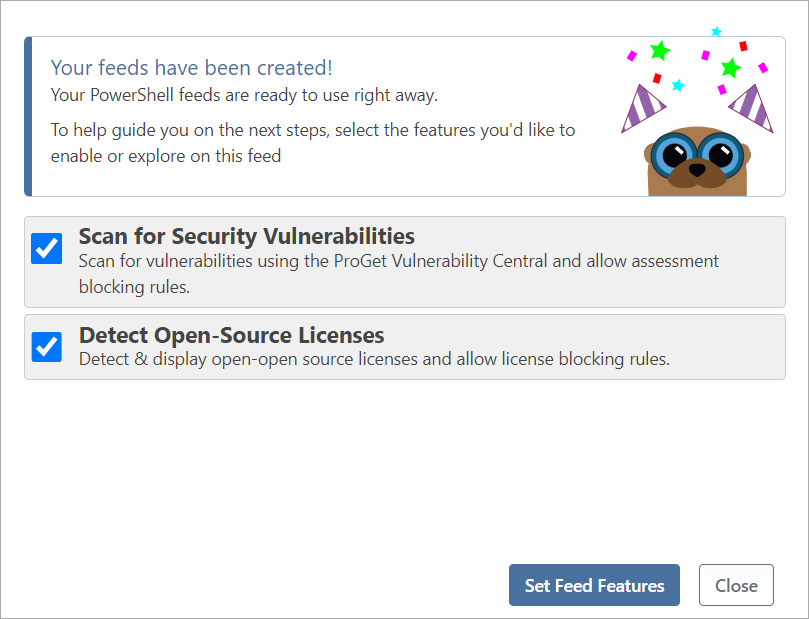 Your feeds have been created!
Your PowerShell feeds are ready to use right away.
To help guide you on the next steps, select the features you'd like to
enable or explore on this feed
Scan for Security Vulnerabilities
Scan for vulnerabilities using the ProGet Vulnerability Central and allow assessment
blocking rules.
Detect Open-Source Licenses
Detect & display open-open source licenses and allow license blocking rules.
Set Feed Features
Close